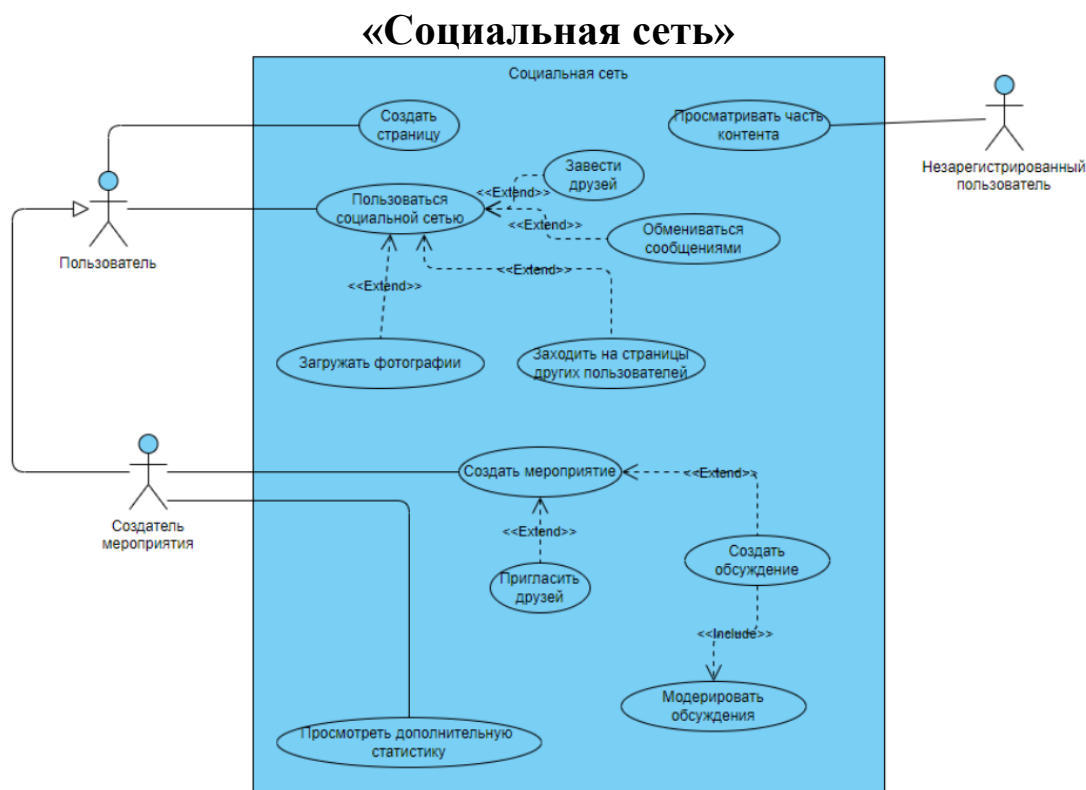 «Социальная сеть»
Социальная сеть
Создать
страницу
Просматривать часть
контента
Незарегистрированный
пользователь
Завести
друзей
<<Extend>>
Пользоваться
социальной сетью
<<Extend>>
Обмениваться
сообщениями
Пользователь
<<Extend>>
<<Extend>>
Загружать фотографии
Заходить на страницы
других пользователей
Создать мероприятие
<<Extend>>
Создатель
мероприятия
<<Extend>>
Создать
обсуждение
Пригласить
друзей
<<Include>>
Модерировать
обсуждения
Просмотреть дополнительную
статистику